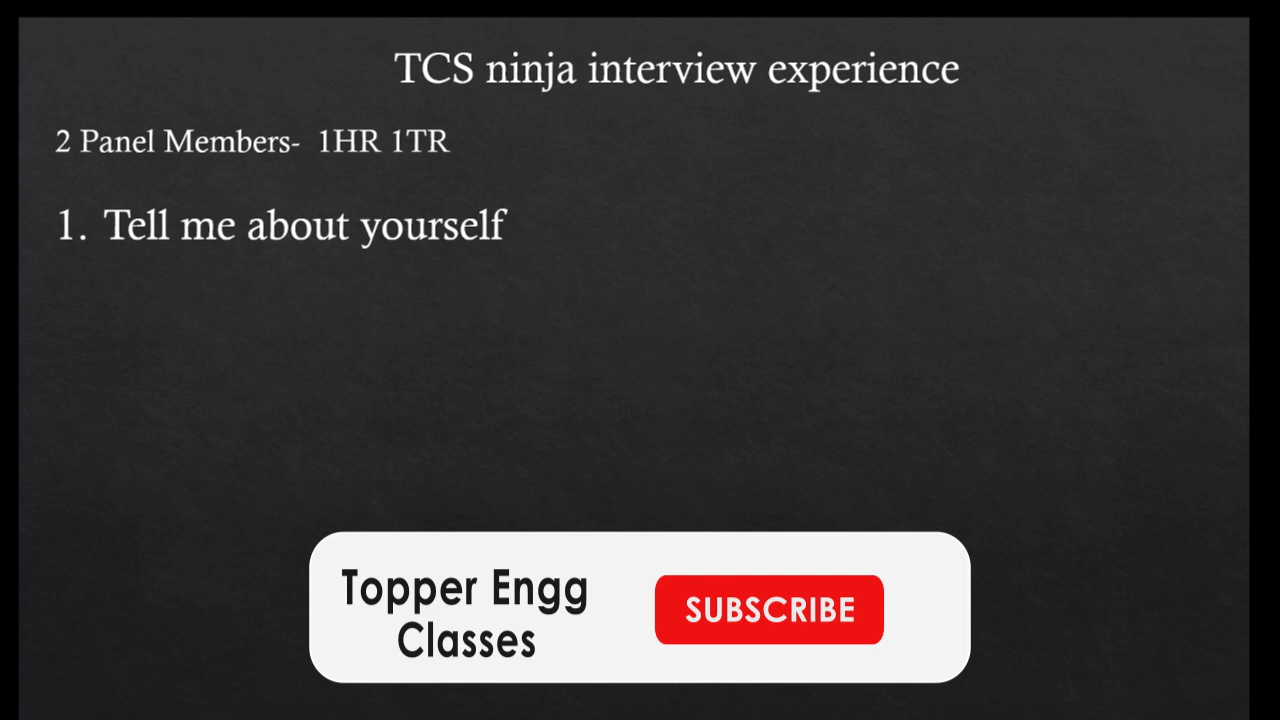 TCS ninja interview experience
2 Panel Members-  1HR 1TR
1. Tell me about yourself
Topper Engg
Classes
SUBSCRIBE